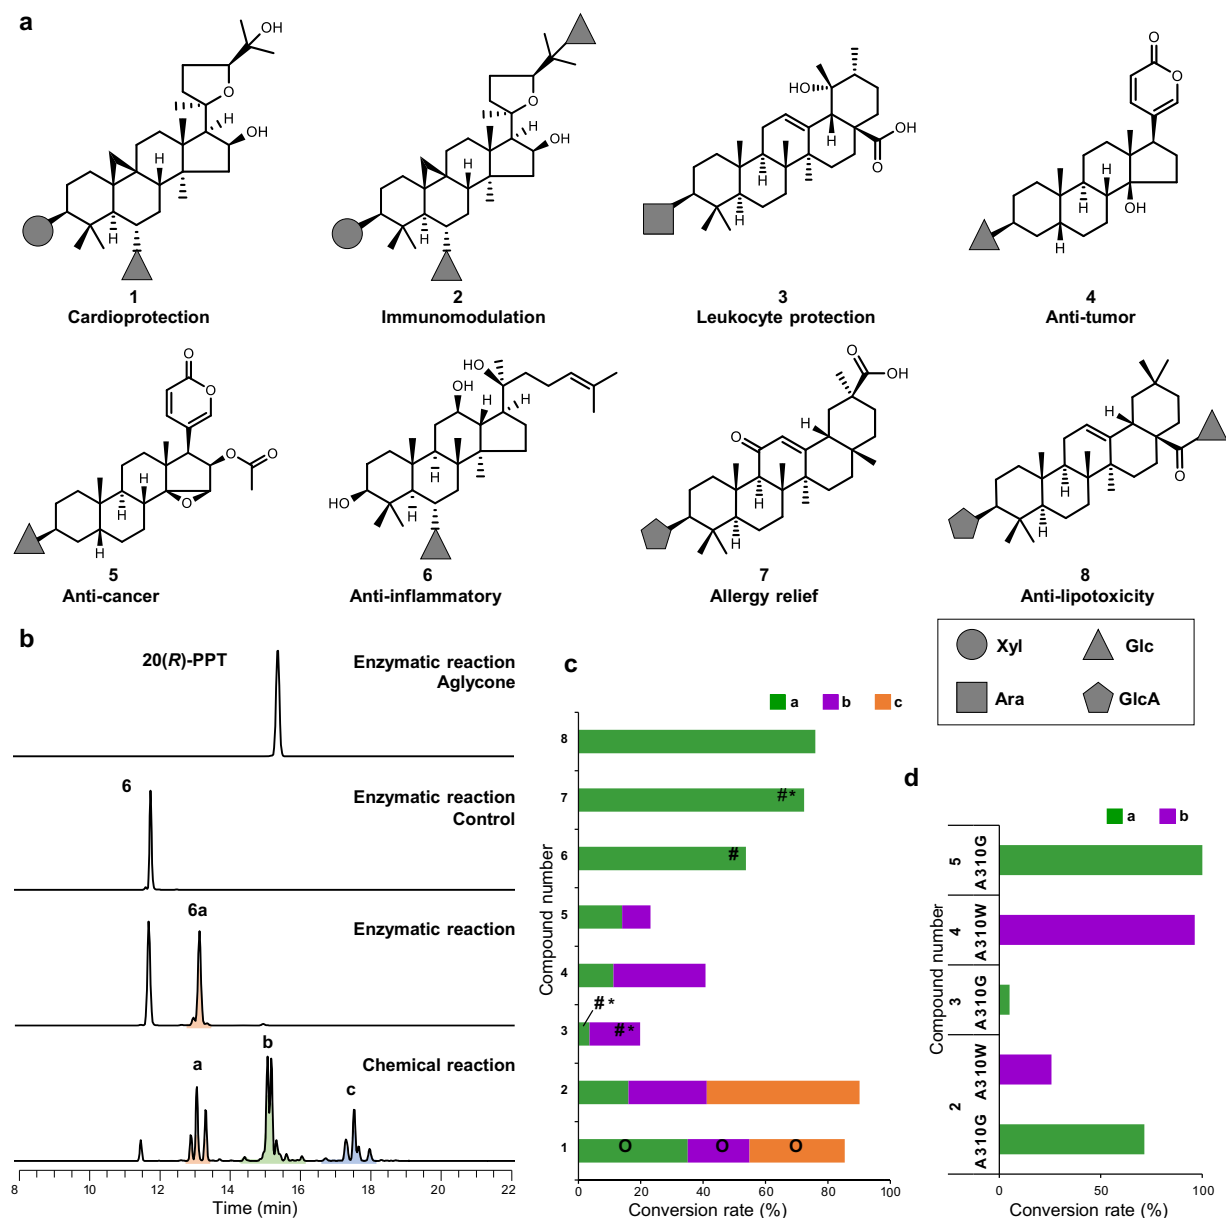 a
OH
O
H
OH
H
H
1
Cardioprotection
O
H
OH
H
H
2
Immunomodulation
HO
H
OH
O
H
H
3
Leukocyte protection
O
O
H
H
OH
H
4
Anti-tumor
O
O
O
O
H
H
O
H
5
Anti-cancer
HO
OH
H
H
H
HO
H
6
Anti-inflammatory
O
OH
H
O
H
H
7
Allergy relief
H
O
H
H
8
Anti-lipotoxicity
Xyl
Glc
Ara
GlcA
b
20(R)-PPT
Enzymatic reaction
Aglycone
6
Enzymatic reaction
Control
6a
Enzymatic reaction
a
b
c
Chemical reaction
8 10 12 14 16 18 20 22
Time (min)
c
a b c
Compound number
8
7
#*
6
#
5
4
#*
3
#*
2
1
O O O
0 20 40 60 80 100
Conversion rate (%)
d
a b
Compound number
5
A310G
4
A310W
3
A310G
2
A310W
A310G
0 50 100
Conversion rate (%)